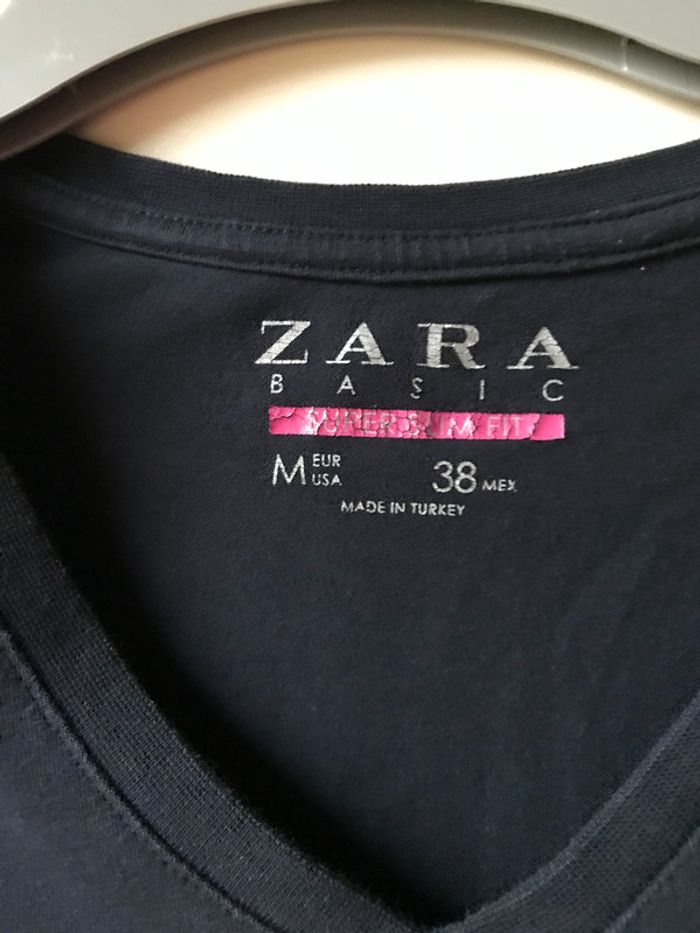 ZARA
BASIC
SUPER SLIM FIT
M EUR USA 38 MEX
MADE IN TURKEY